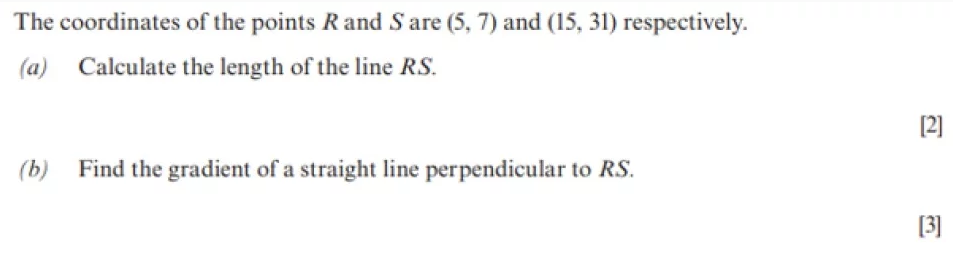 The coordinates of the points R and S are (5, 7) and (15, 31) respectively.
(a) Calculate the length of the line RS.
[2]
(b) Find the gradient of a straight line perpendicular to RS.
[3]